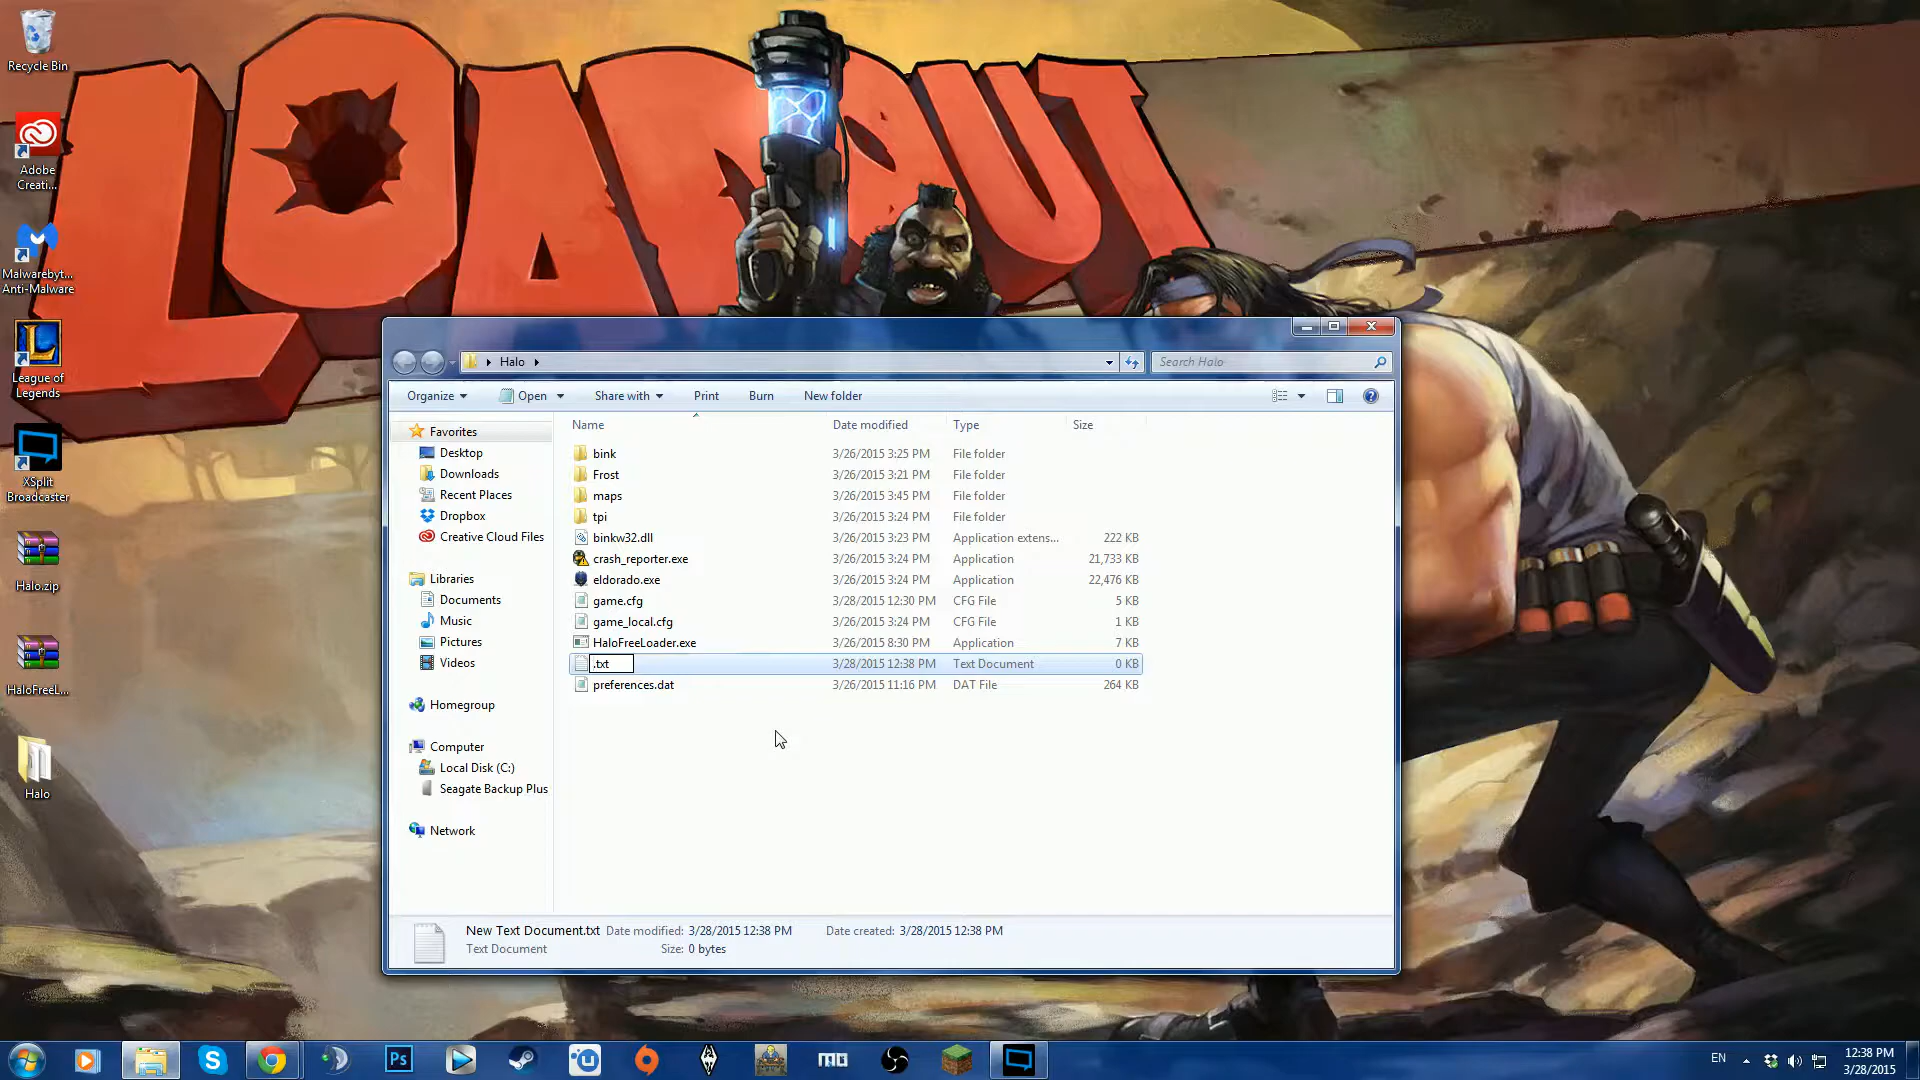 LOADOUT
Recycle Bin
Adobe
Creati...
Malwarebyt...
Anti-Malware
League of
Legends
XSplit
Broadcaster
Halo.zip
HaloFreeL...
Halo
Halo
Search Halo
Organize
Open
Share with
Print
Burn
New folder
Favorites
Desktop
Downloads
Recent Places
Dropbox
Creative Cloud Files
Libraries
Documents
Music
Pictures
Videos
Homegroup
Computer
Local Disk (C:)
Seagate Backup Plus
Network
Name Date modified Type Size
bink 3/26/2015 3:25 PM File folder
Frost 3/26/2015 3:21 PM File folder
maps 3/26/2015 3:45 PM File folder
tpi 3/26/2015 3:24 PM File folder
binkw32.dll 3/26/2015 3:23 PM Application extens... 222 KB
crash_reporter.exe 3/26/2015 3:24 PM Application 21,733 KB
eldorado.exe 3/26/2015 3:24 PM Application 22,476 KB
game.cfg 3/28/2015 12:30 PM CFG File 5 KB
game_local.cfg 3/26/2015 3:24 PM CFG File 1 KB
HaloFreeLoader.exe 3/26/2015 8:30 PM Application 7 KB
.txt 3/28/2015 12:38 PM Text Document 0 KB
preferences.dat 3/26/2015 11:16 PM DAT File 264 KB
New Text Document.txt Date modified: 3/28/2015 12:38 PM Date created: 3/28/2015 12:38 PM
Text Document Size: 0 bytes
Ps
EN
12:38 PM
3/28/2015